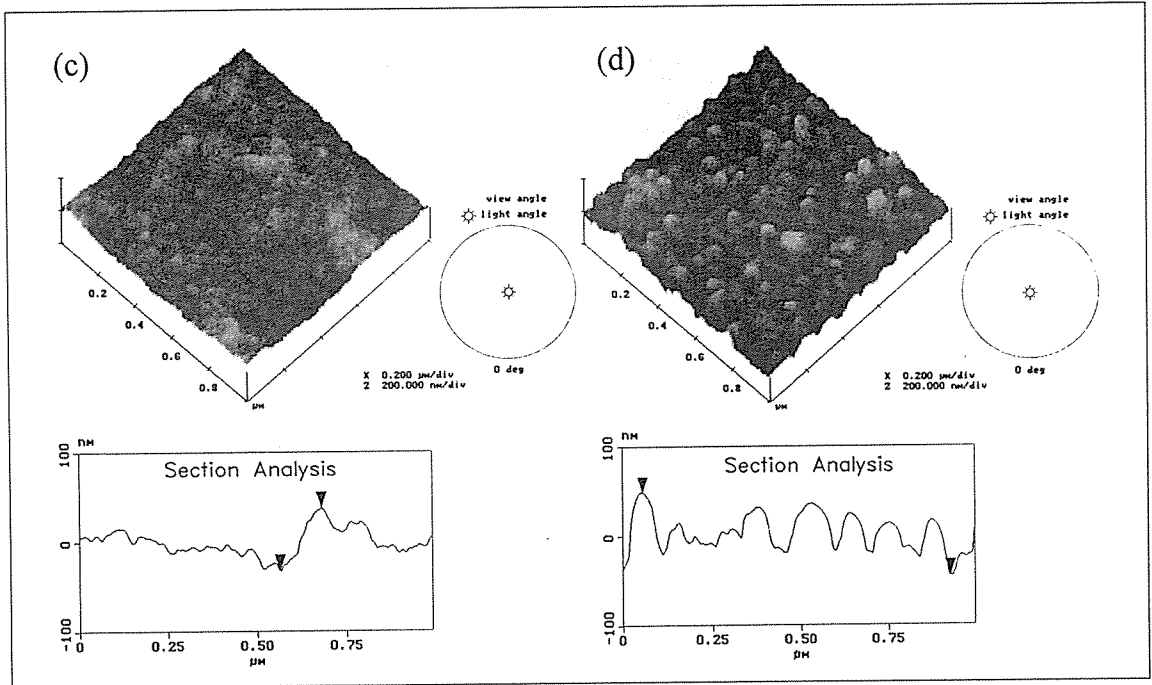 (c)
view angle
light angle
0.2
0.4
0.6
0.8
µM
X 0.200 µM/div
Z 200.000 nM/div
0 deg
nM
Section Analysis
100
0
-100
0
0.25
0.50
0.75
µM
(d)
view angle
light angle
0.2
0.4
0.6
0.8
µM
X 0.200 µM/div
Z 200.000 nM/div
0 deg
nM
Section Analysis
100
0
-100
0
0.25
0.50
0.75
µM